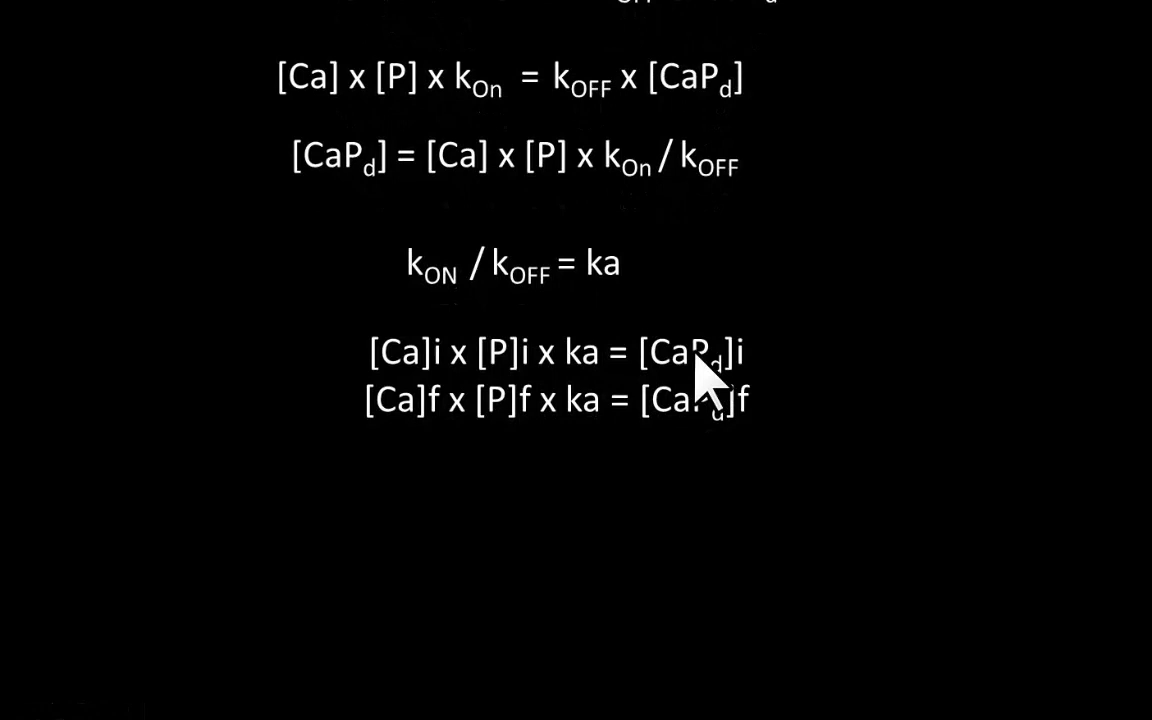 [Ca] x [P] x kOn = kOFF x [CaPd]
[CaPd] = [Ca] x [P] x kOn / kOFF
kON / kOFF = ka
[Ca]i x [P]i x ka = [CaPd]i
[Ca]f x [P]f x ka = [CaPd]f